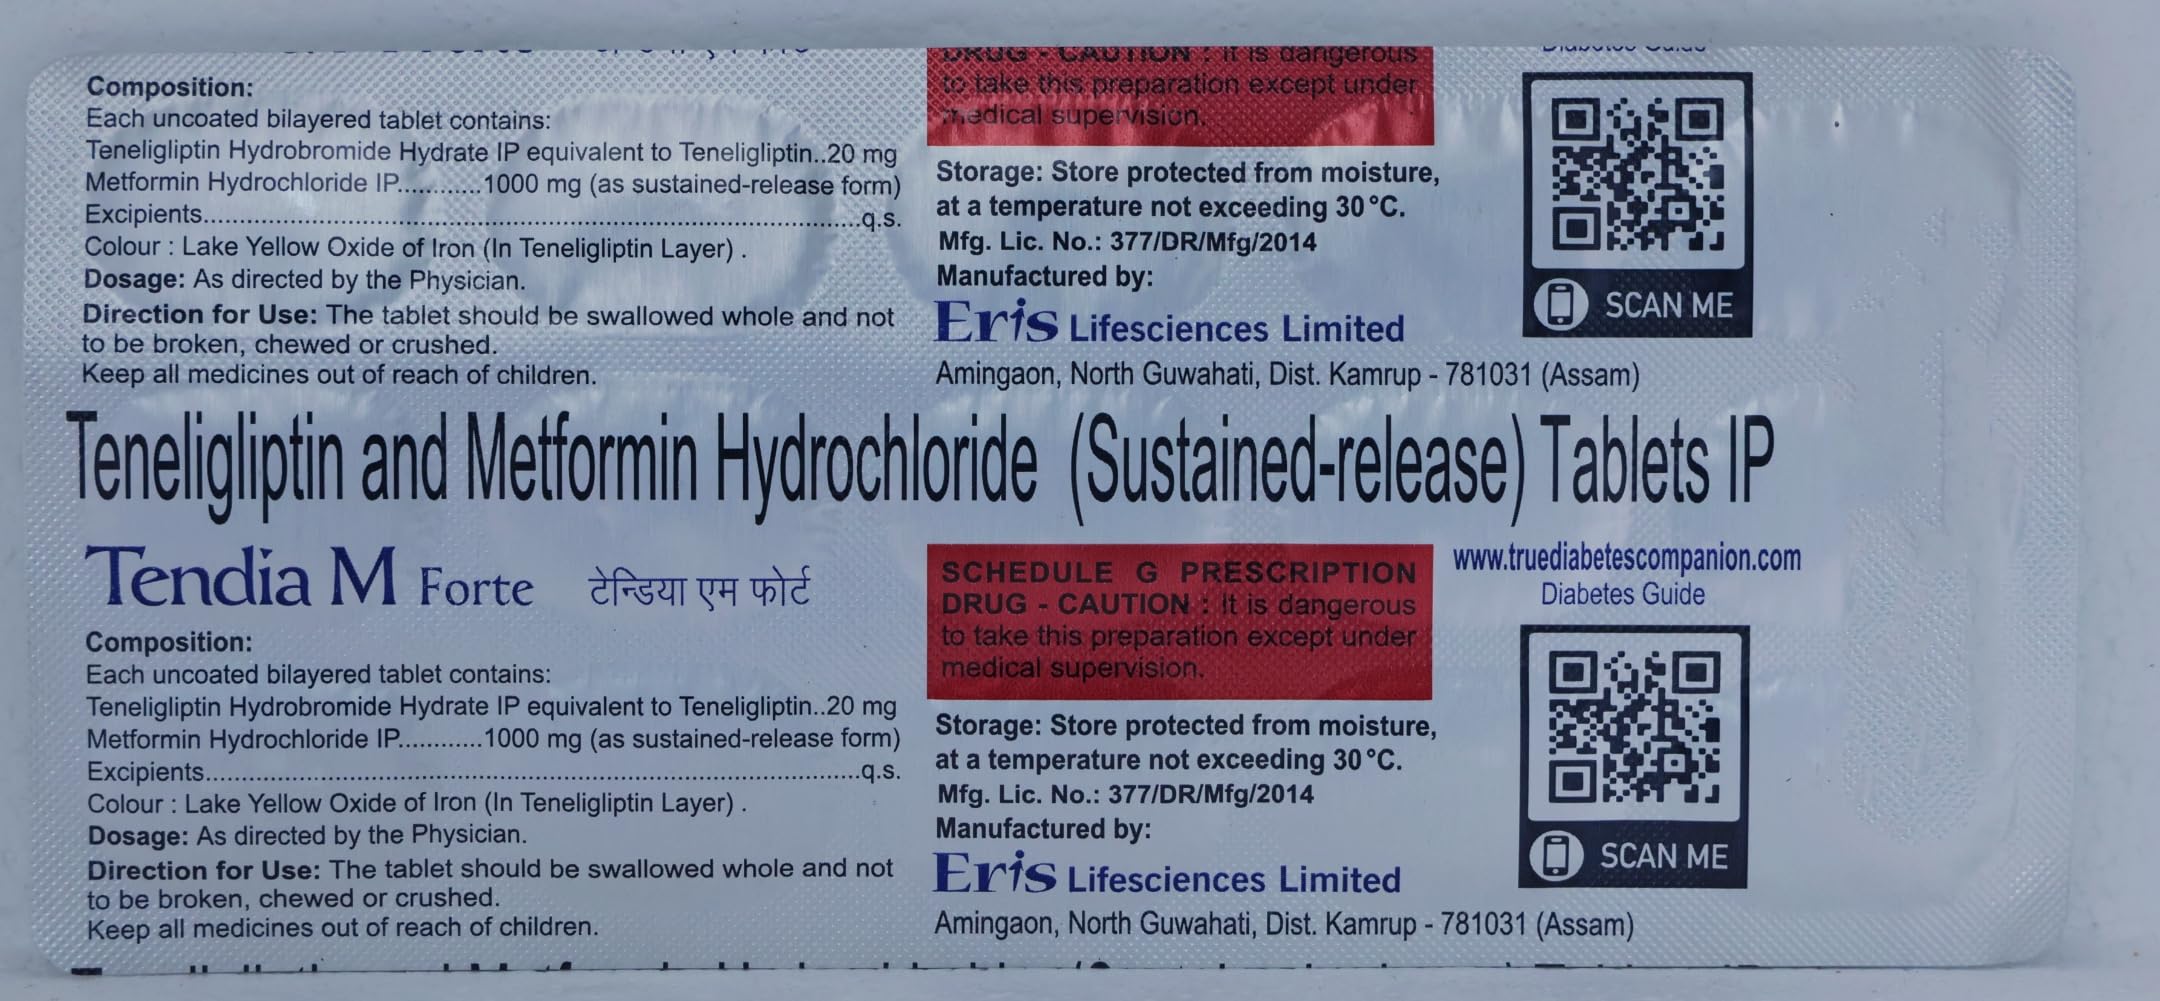 Composition:
Each uncoated bilayered tablet contains:
Teneligliptin Hydrobromide Hydrate IP equivalent to Teneligliptin..20 mg
Metformin Hydrochloride IP............1000 mg (as sustained-release form)
Excipients..........................................................................................q.s.
Colour : Lake Yellow Oxide of Iron (In Teneligliptin Layer) .
Dosage: As directed by the Physician.
Direction for Use: The tablet should be swallowed whole and not
to be broken, chewed or crushed.
Keep all medicines out of reach of children.
DRUG - CAUTION : It is dangerous
to take this preparation except under
medical supervision.
Storage: Store protected from moisture,
at a temperature not exceeding 30°C.
Mfg. Lic. No.: 377/DR/Mfg/2014
Manufactured by:
Eris Lifesciences Limited
Amingaon, North Guwahati, Dist. Kamrup - 781031 (Assam)
Diabetes Guide
SCAN ME
Teneligliptin and Metformin Hydrochloride (Sustained-release) Tablets IP
Tendia M Forte टेन्डिया एम फोर्ट
Composition:
Each uncoated bilayered tablet contains:
Teneligliptin Hydrobromide Hydrate IP equivalent to Teneligliptin..20 mg
Metformin Hydrochloride IP............1000 mg (as sustained-release form)
Excipients..........................................................................................q.s.
Colour : Lake Yellow Oxide of Iron (In Teneligliptin Layer) .
Dosage: As directed by the Physician.
Direction for Use: The tablet should be swallowed whole and not
to be broken, chewed or crushed.
Keep all medicines out of reach of children.
SCHEDULE G PRESCRIPTION
DRUG - CAUTION : It is dangerous
to take this preparation except under
medical supervision.
Storage: Store protected from moisture,
at a temperature not exceeding 30°C.
Mfg. Lic. No.: 377/DR/Mfg/2014
Manufactured by:
Eris Lifesciences Limited
Amingaon, North Guwahati, Dist. Kamrup - 781031 (Assam)
www.truediabetescompanion.com
Diabetes Guide
SCAN ME